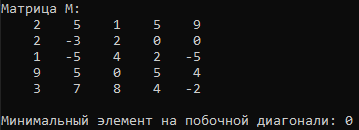 Матрица M:
2 5 1 5 9
2 -3 2 0 0
1 -5 4 2 -5
9 5 0 5 4
3 7 8 4 -2
Минимальный элемент на побочной диагонали: 0